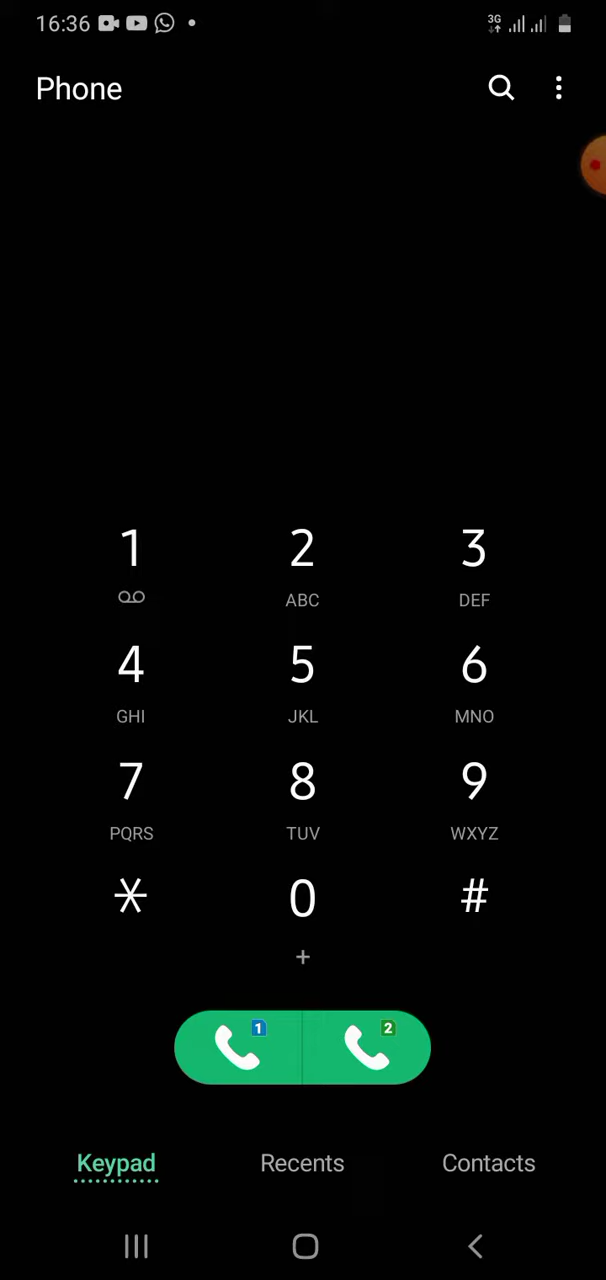 16:36 3G
Phone
1 2 3
ABC DEF
4 5 6
GHI JKL MNO
7 8 9
PQRS TUV WXYZ
* 0 #
+
1 2
Keypad Recents Contacts